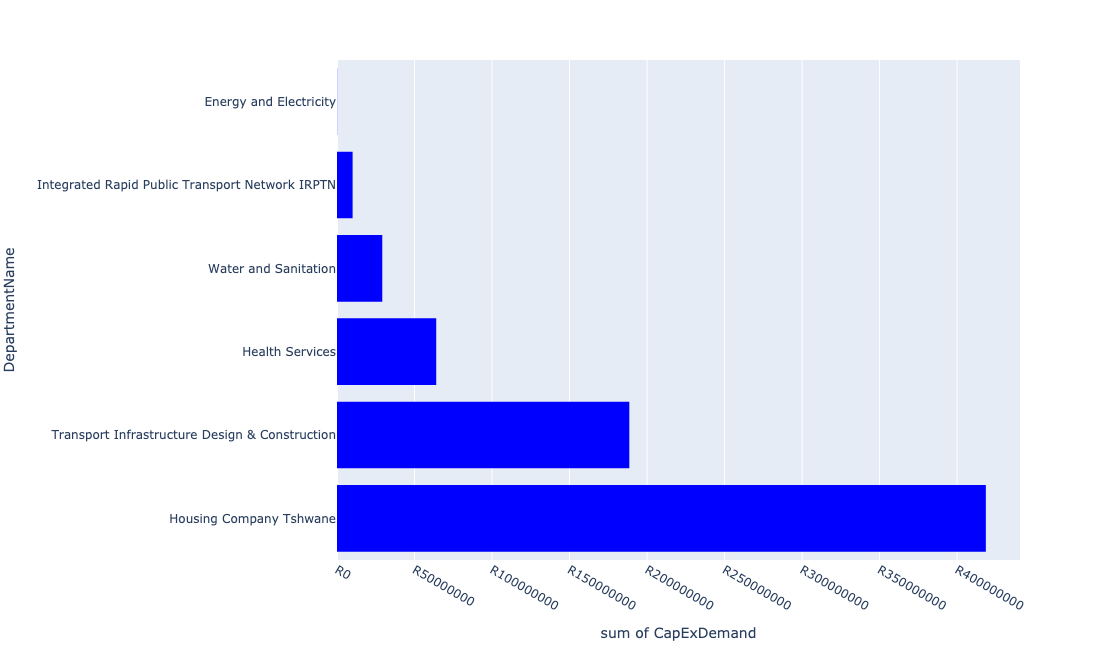 Energy and Electricity
Integrated Rapid Public Transport Network IRPTN
Water and Sanitation
Health Services
Transport Infrastructure Design & Construction
Housing Company Tshwane
DepartmentName
R0
R50000000
R100000000
R150000000
R200000000
R250000000
R300000000
R350000000
R400000000
sum of CapExDemand